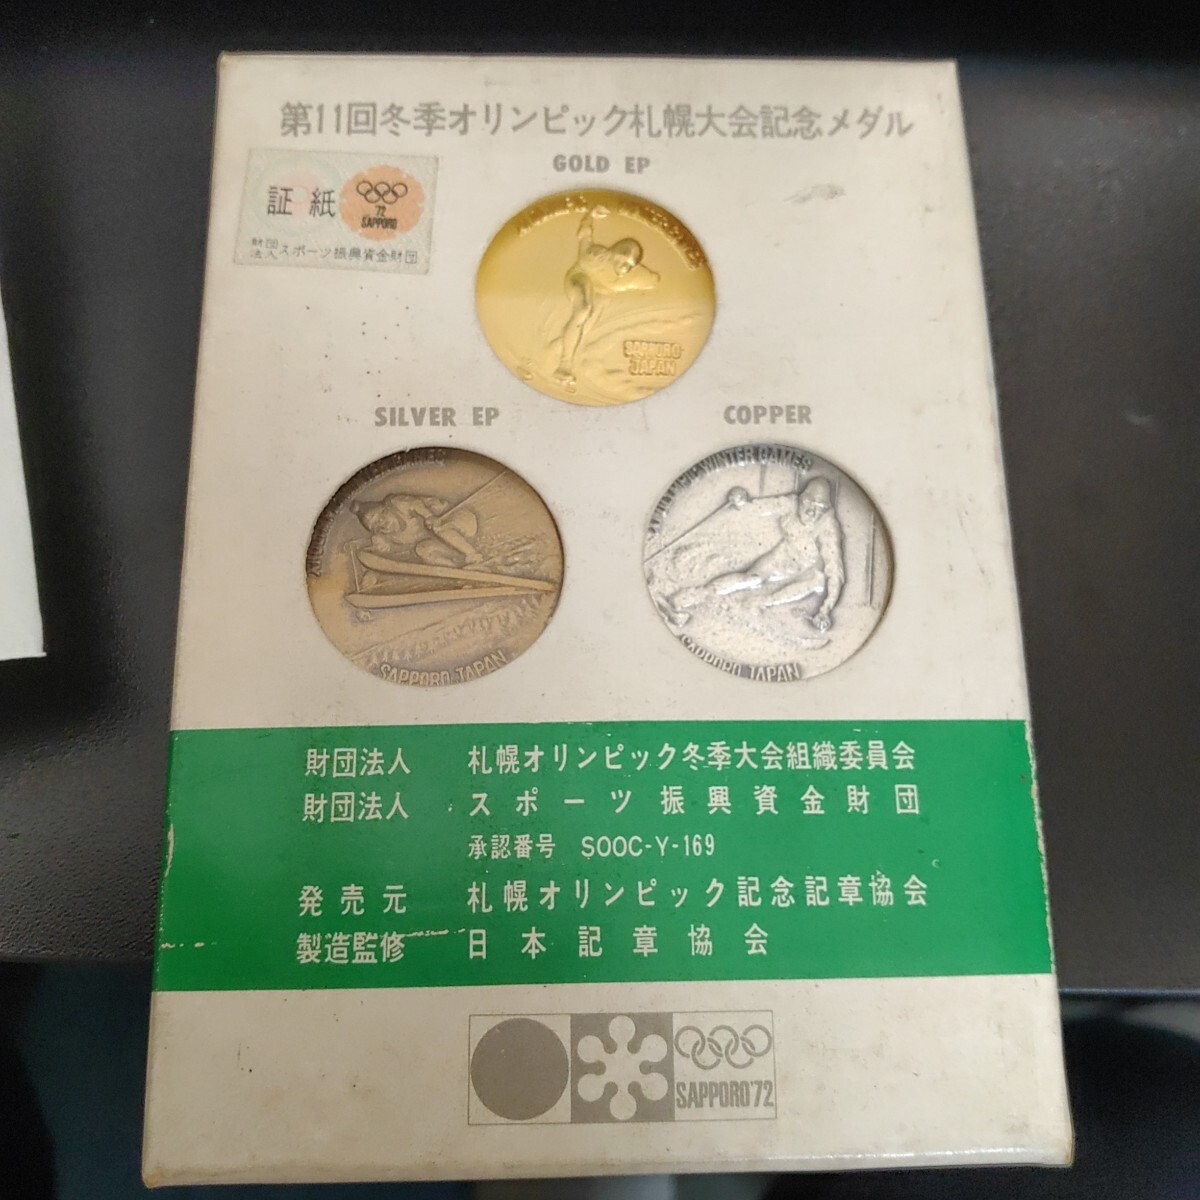 第11回冬季オリンピック札幌大会記念メダル
GOLD EP
証紙
'72
SAPPORO
財団法人スポーツ振興資金財団
SAPPORO
JAPAN
SILVER EP
COPPER
WINTER GAMES
SAPPORO JAPAN
SAPPORO JAPAN
財団法人 札幌オリンピック冬季大会組織委員会
財団法人 スポーツ振興資金財団
承認番号 SOOC-Y-169
発売元 札幌オリンピック記念記章協会
製造監修 日本記章協会
SAPPORO'72